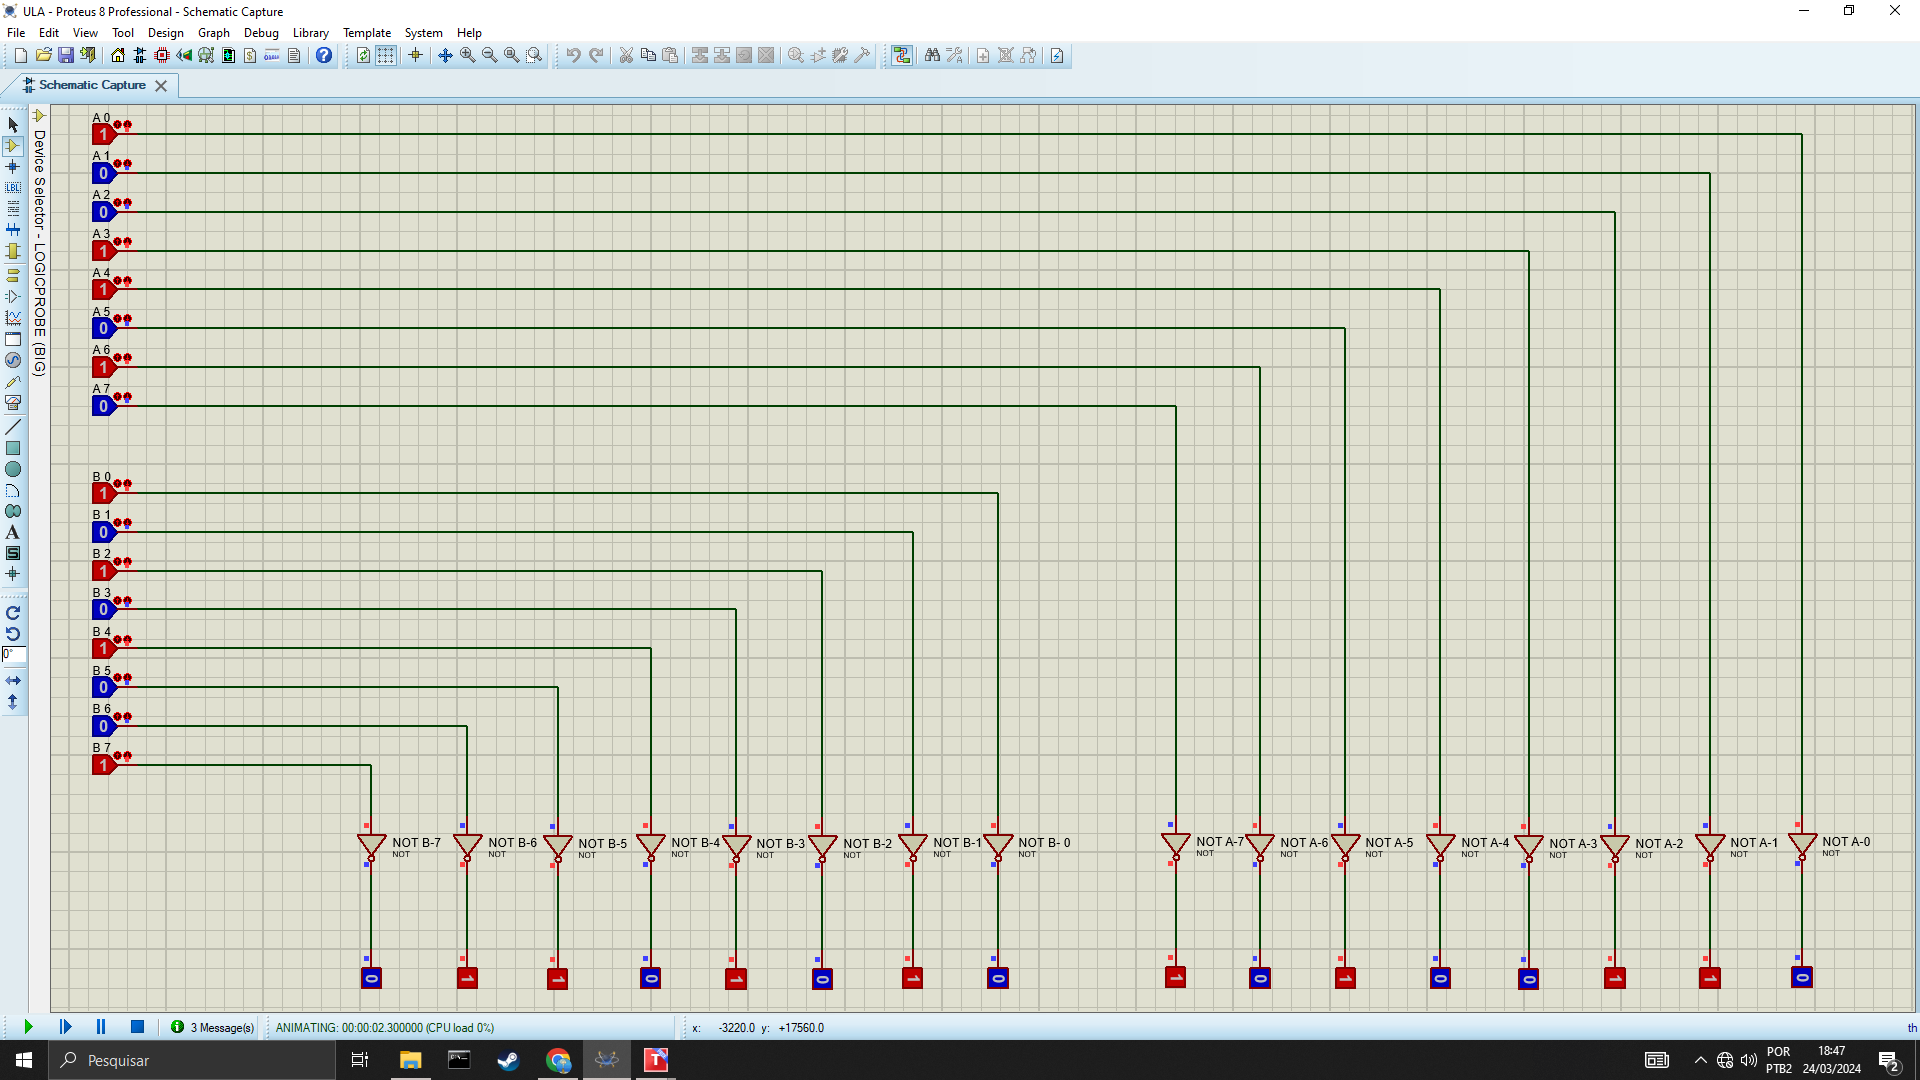 ULA - Proteus 8 Professional - Schematic Capture
File Edit View Tool Design Graph Debug Library Template System Help
Schematic Capture
Device Selector - LOGICPROBE (BIG)
LBL
A
S
0°
A 0
1
A 1
0
A 2
0
A 3
1
A 4
1
A 5
0
A 6
1
A 7
0
B 0
1
B 1
0
B 2
1
B 3
0
B 4
1
B 5
0
B 6
0
B 7
1
NOT B-7 NOT B-6 NOT B-5 NOT B-4 NOT B-3 NOT B-2 NOT B-1 NOT B- 0 NOT A-7 NOT A-6 NOT A-5 NOT A-4 NOT A-3 NOT A-2 NOT A-1 NOT A-0
NOT NOT NOT NOT NOT NOT NOT NOT NOT NOT NOT NOT NOT NOT NOT NOT
0 1 1 0 1 0 1 0 1 0 1 0 0 1 1 0
3 Message(s) ANIMATING: 00:00:02.300000 (CPU load 0%) x: -3220.0 y: +17560.0 th
Pesquisar
T
POR
PTB2
18:47
24/03/2024
2